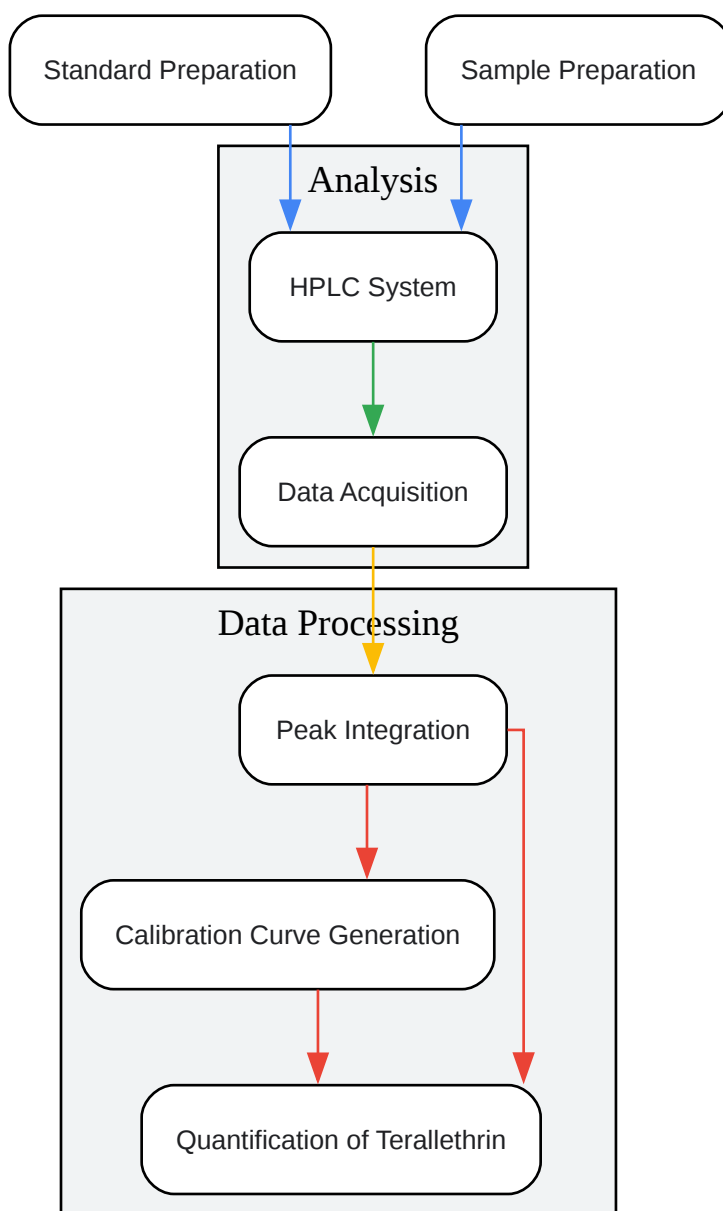 Standard Preparation
Sample Preparation
Analysis
HPLC System
Data Acquisition
Data Processing
Peak Integration
Calibration Curve Generation
Quantification of Terallethrin